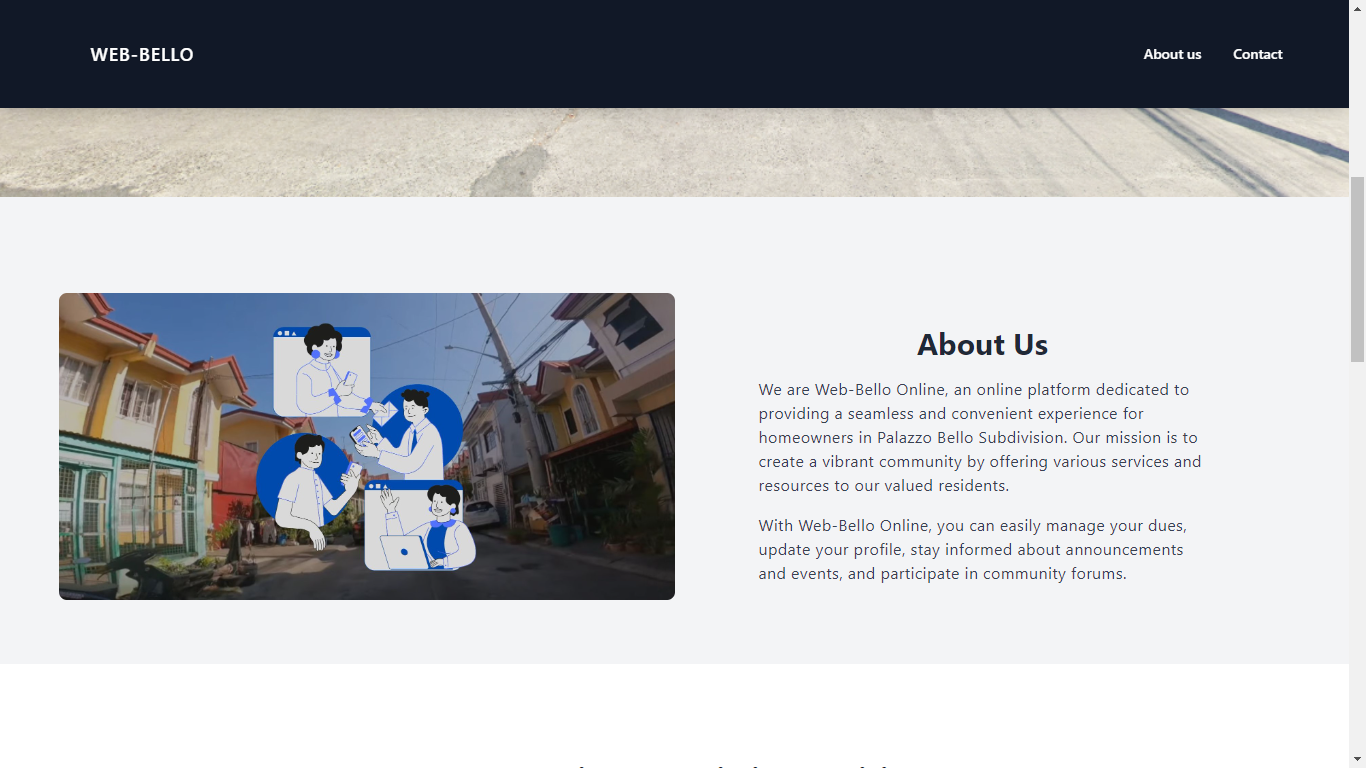 WEB-BELLO
About us
Contact
About Us
We are Web-Bello Online, an online platform dedicated to
providing a seamless and convenient experience for
homeowners in Palazzo Bello Subdivision. Our mission is to
create a vibrant community by offering various services and
resources to our valued residents.
With Web-Bello Online, you can easily manage your dues,
update your profile, stay informed about announcements
and events, and participate in community forums.